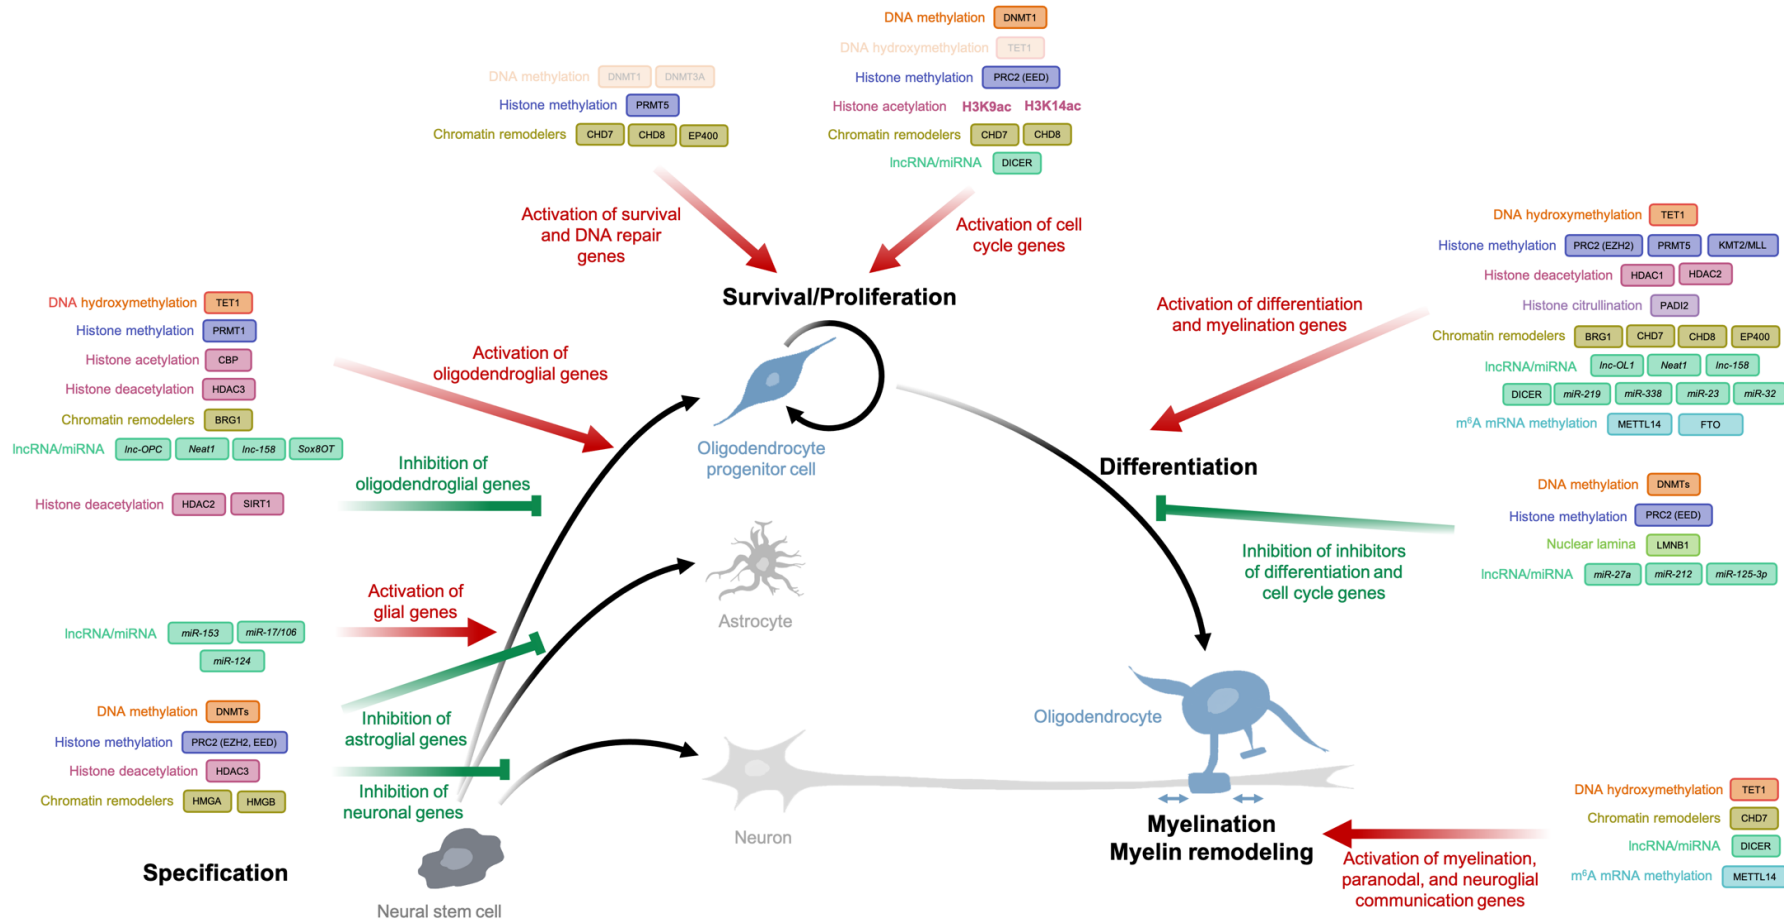 DNA methylation DNMT1
DNA hydroxymethylation TET1
Histone methylation PRC2 (EED)
Histone acetylation H3K9ac H3K14ac
Chromatin remodelers CHD7 CHD8
lncRNA/miRNA DICER
DNA methylation DNMT1 DNMT3A
Histone methylation PRMT5
Chromatin remodelers CHD7 CHD8 EP400
Activation of survival
and DNA repair
genes
Activation of cell
cycle genes
Survival/Proliferation
DNA hydroxymethylation TET1
Histone methylation PRMT1
Histone acetylation CBP
Histone deacetylation HDAC3
Chromatin remodelers BRG1
lncRNA/miRNA lnc-OPC Neat1 lnc-158 Sox8OT
Activation of
oligodendroglial genes
Histone deacetylation HDAC2 SIRT1
Inhibition of
oligodendroglial genes
Oligodendrocyte
progenitor cell
lncRNA/miRNA miR-153 miR-17/106
miR-124
Activation of
glial genes
Astrocyte
DNA methylation DNMTs
Histone methylation PRC2 (EZH2, EED)
Histone deacetylation HDAC3
Chromatin remodelers HMGA HMGB
Inhibition of
astroglial genes
Inhibition of
neuronal genes
Neuron
Specification
Neural stem cell
DNA hydroxymethylation TET1
Histone methylation PRC2 (EZH2) PRMT5 KMT2/MLL
Histone deacetylation HDAC1 HDAC2
Histone citrullination PADI2
Chromatin remodelers BRG1 CHD7 CHD8 EP400
lncRNA/miRNA lnc-OL1 Neat1 lnc-158
DICER miR-219 miR-338 miR-23 miR-32
m⁶A mRNA methylation METTL14 FTO
Activation of differentiation
and myelination genes
Differentiation
DNA methylation DNMTs
Histone methylation PRC2 (EED)
Nuclear lamina LMNB1
lncRNA/miRNA miR-27a miR-212 miR-125-3p
Inhibition of inhibitors
of differentiation and
cell cycle genes
Oligodendrocyte
Myelination
Myelin remodeling
DNA hydroxymethylation TET1
Chromatin remodelers CHD7
lncRNA/miRNA DICER
m⁶A mRNA methylation METTL14
Activation of myelination,
paranodal, and neuroglial
communication genes